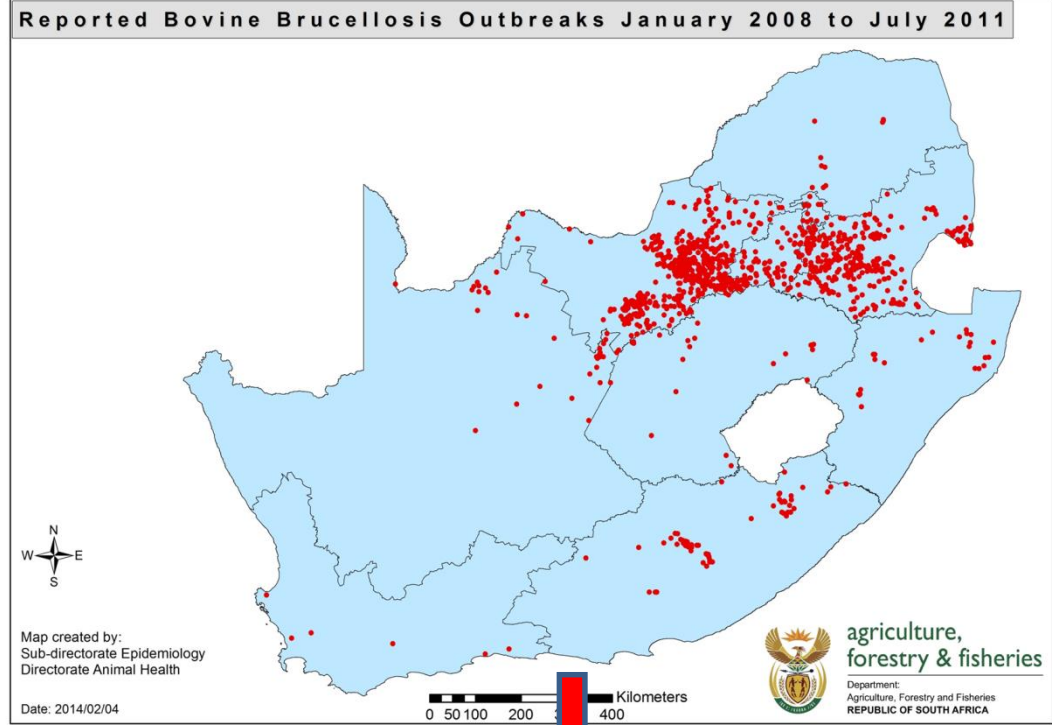 Reported Bovine Brucellosis Outbreaks January 2008 to July 2011
N
W E
S
Map created by:
Sub-directorate Epidemiology
Directorate Animal Health
Date: 2014/02/04
Kilometers
0 50 100 200 400
agriculture,
forestry & fisheries
Department:
Agriculture, Forestry and Fisheries
REPUBLIC OF SOUTH AFRICA